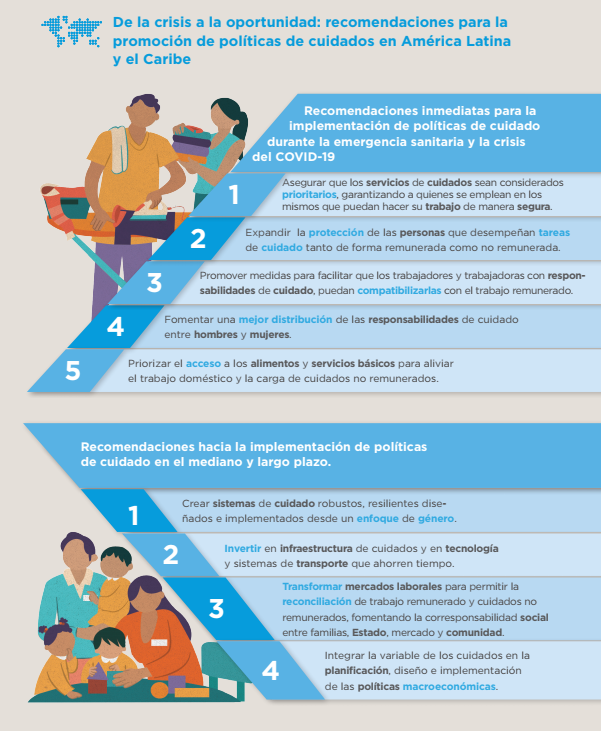 De la crisis a la oportunidad: recomendaciones para la
promoción de políticas de cuidados en América Latina
y el Caribe
Recomendaciones inmediatas para la
implementación de políticas de cuidado
durante la emergencia sanitaria y la crisis
del COVID-19
1
Asegurar que los servicios de cuidados sean considerados
prioritarios, garantizando a quienes se emplean en los
mismos que puedan hacer su trabajo de manera segura.
2
Expandir la protección de las personas que desempeñan tareas
de cuidado tanto de forma remunerada como no remunerada.
3
Promover medidas para facilitar que los trabajadores y trabajadoras con respon-
sabilidades de cuidado, puedan compatibilizarlas con el trabajo remunerado.
4
Fomentar una mejor distribución de las responsabilidades de cuidado
entre hombres y mujeres.
5
Priorizar el acceso a los alimentos y servicios básicos para aliviar
el trabajo doméstico y la carga de cuidados no remunerados.
Recomendaciones hacia la implementación de políticas
de cuidado en el mediano y largo plazo.
1
Crear sistemas de cuidado robustos, resilientes dise-
ñados e implementados desde un enfoque de género.
2
Invertir en infraestructura de cuidados y en tecnología
y sistemas de transporte que ahorren tiempo.
3
Transformar mercados laborales para permitir la
reconciliación de trabajo remunerado y cuidados no
remunerados, fomentando la corresponsabilidad social
entre familias, Estado, mercado y comunidad.
4
Integrar la variable de los cuidados en la
planificación, diseño e implementación
de las políticas macroeconómicas.